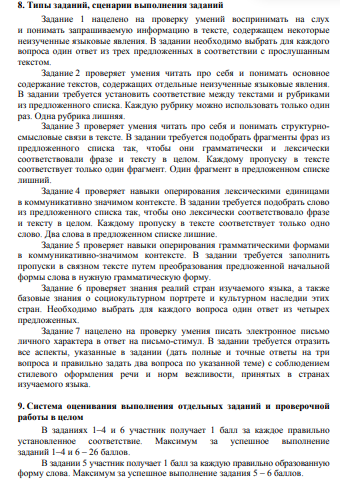 8. Типы заданий, сценарии выполнения заданий
Задание 1 нацелено на проверку умений воспринимать на слух
и понимать запрашиваемую информацию в тексте, содержащем некоторые
неизученные языковые явления. В задании необходимо выбрать для каждого
вопроса один ответ из трех предложенных в соответствии с прослушанным
текстом.
Задание 2 проверяет умения читать про себя и понимать основное
содержание текстов, содержащих отдельные неизученные языковые явления.
В задании требуется установить соответствие между текстами и рубриками
из предложенного списка. Каждую рубрику можно использовать только один
раз. Одна рубрика лишняя.
Задание 3 проверяет умения читать про себя и понимать структурно-
смысловые связи в тексте. В задании требуется подобрать фрагменты фраз из
предложенного списка так, чтобы они грамматически и лексически
соответствовали фразе и тексту в целом. Каждому пропуску в тексте
соответствует только один фрагмент. Один фрагмент в предложенном списке
лишний.
Задание 4 проверяет навыки оперирования лексическими единицами
в коммуникативно значимом контексте. В задании требуется подобрать слово
из предложенного списка так, чтобы оно лексически соответствовало фразе
и тексту в целом. Каждому пропуску в тексте соответствует только одно
слово. Два слова в предложенном списке лишние.
Задание 5 проверяет навыки оперирования грамматическими формами
в коммуникативно-значимом контексте. В задании требуется заполнить
пропуски в связном тексте путем преобразования предложенной начальной
формы слова в нужную грамматическую форму.
Задание 6 проверяет знания реалий стран изучаемого языка, а также
базовые знания о социокультурном портрете и культурном наследии этих
стран. Необходимо выбрать для каждого вопроса один ответ из четырех
предложенных.
Задание 7 нацелено на проверку умения писать электронное письмо
личного характера в ответ на письмо-стимул. В задании требуется отразить
все аспекты, указанные в задании (дать полные и точные ответы на три
вопроса и правильно задать два вопроса по указанной теме) с соблюдением
стилевого оформления речи и норм вежливости, принятых в странах
изучаемого языка.
9. Система оценивания выполнения отдельных заданий и проверочной
работы в целом
В заданиях 1–4 и 6 участник получает 1 балл за каждое правильно
установленное соответствие. Максимум за успешное выполнение
заданий 1–4 и 6 – 26 баллов.
В задании 5 участник получает 1 балл за каждую правильно образованную
форму слова. Максимум за успешное выполнение задания 5 – 6 баллов.